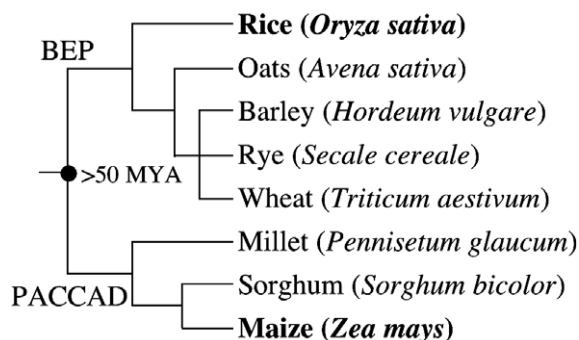 Rice (Oryza sativa)
BEP
Oats (Avena sativa)
Barley (Hordeum vulgare)
Rye (Secale cereale)
>50 MYA
Wheat (Triticum aestivum)
Millet (Pennisetum glaucum)
Sorghum (Sorghum bicolor)
PACCAD
Maize (Zea mays)